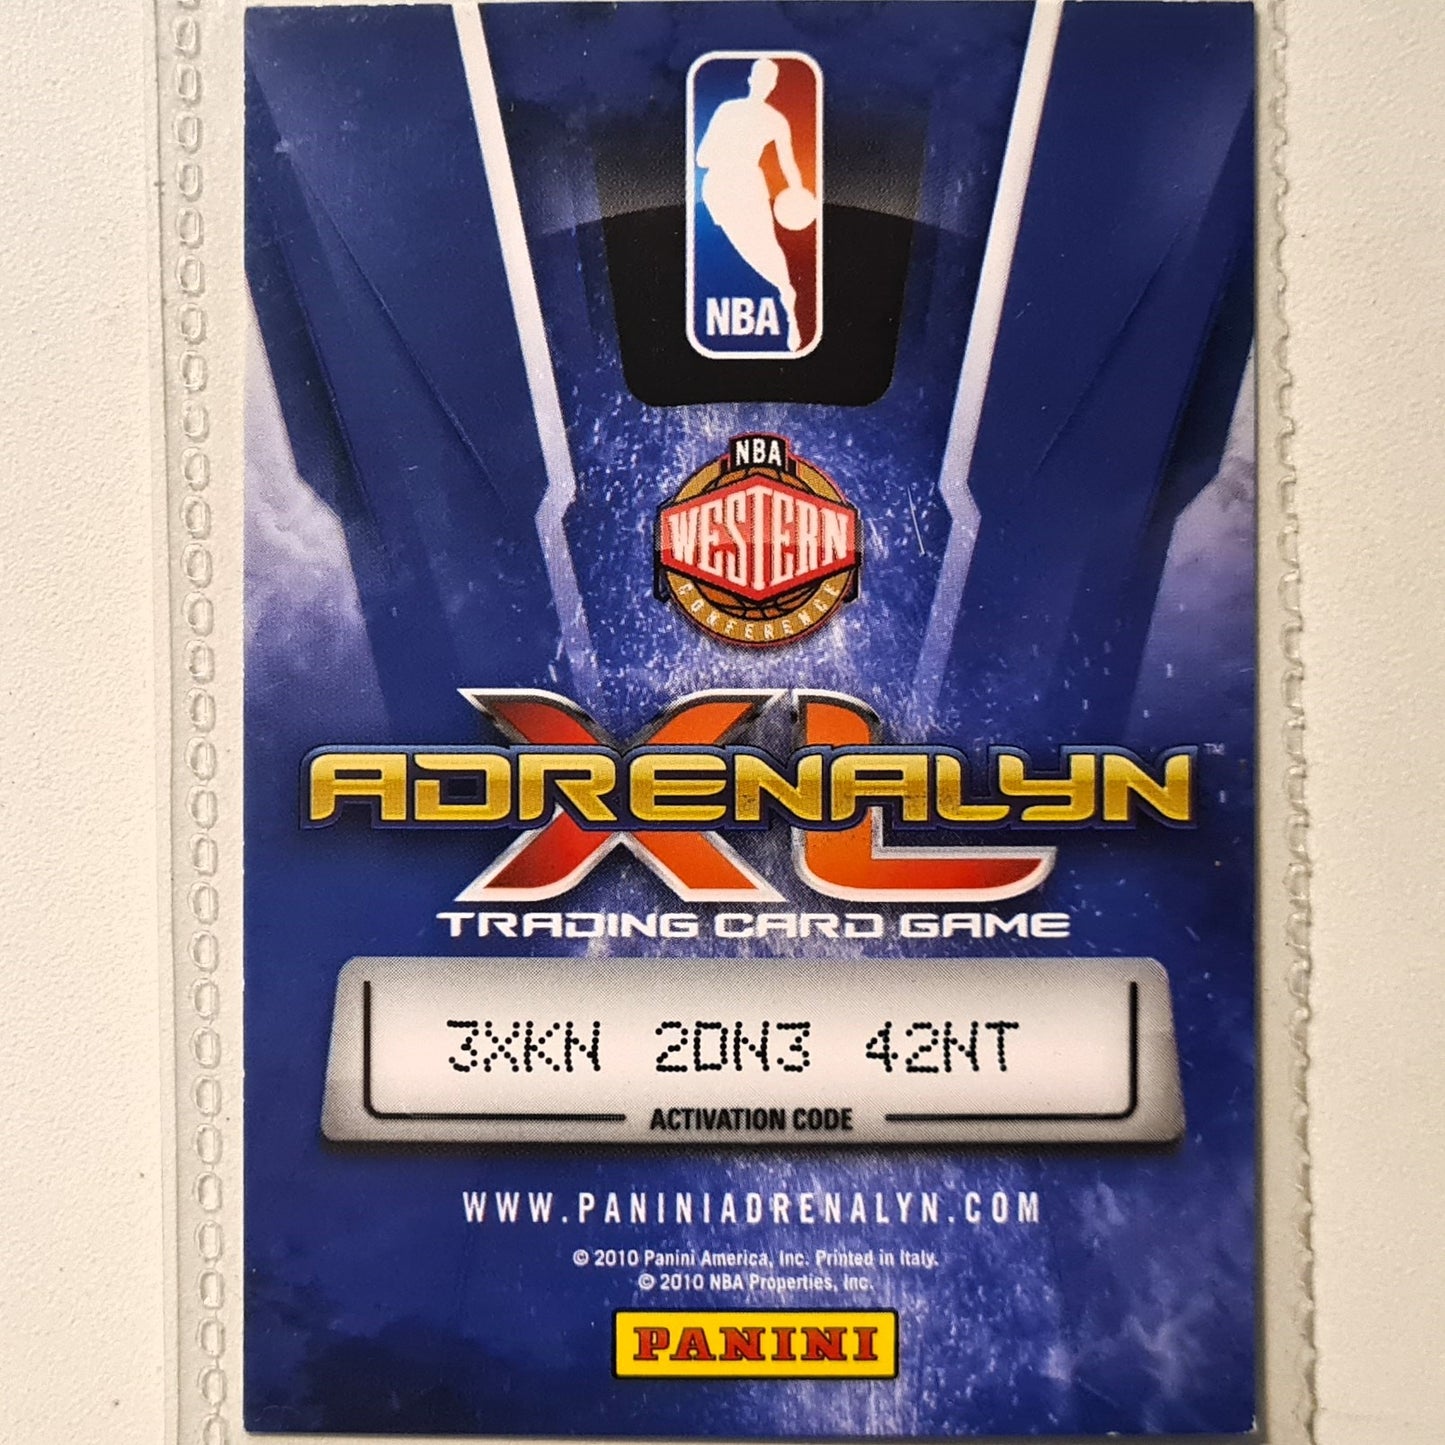 NBA
NBA
WESTERN
CONFERENCE
XL
ADRENALYN™
TRADING CARD GAME
3XKN 2DN3 42NT
ACTIVATION CODE
WWW.PANINIADRENALYN.COM
© 2010 Panini America, Inc. Printed in Italy.
© 2010 NBA Properties, Inc.
PANINI